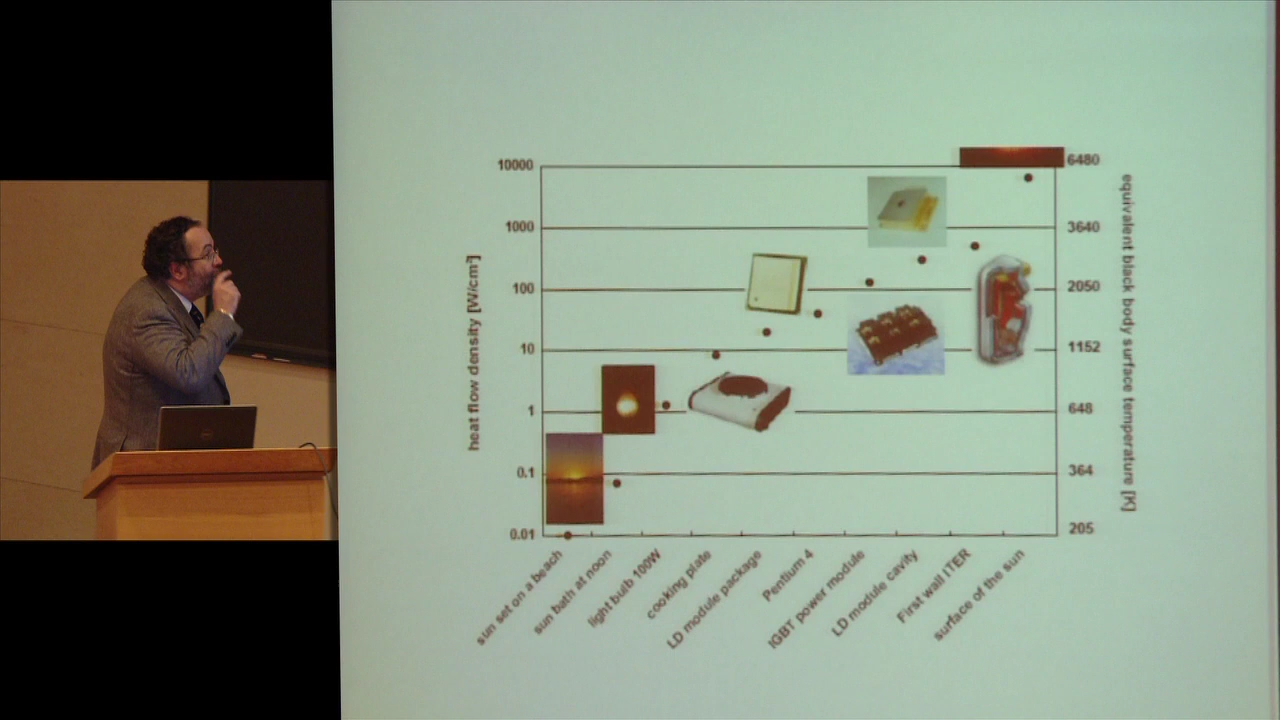 10000
1000
100
10
1
0.1
0.01
heat flow density [W/cm²]
6480
3640
2050
1152
648
364
205
equivalent black body surface temperature [K]
sun set on a beach
sun bath at noon
light bulb 100W
cooking plate
LD module package
Pentium 4
IGBT power module
LD module cavity
First wall ITER
surface of the sun